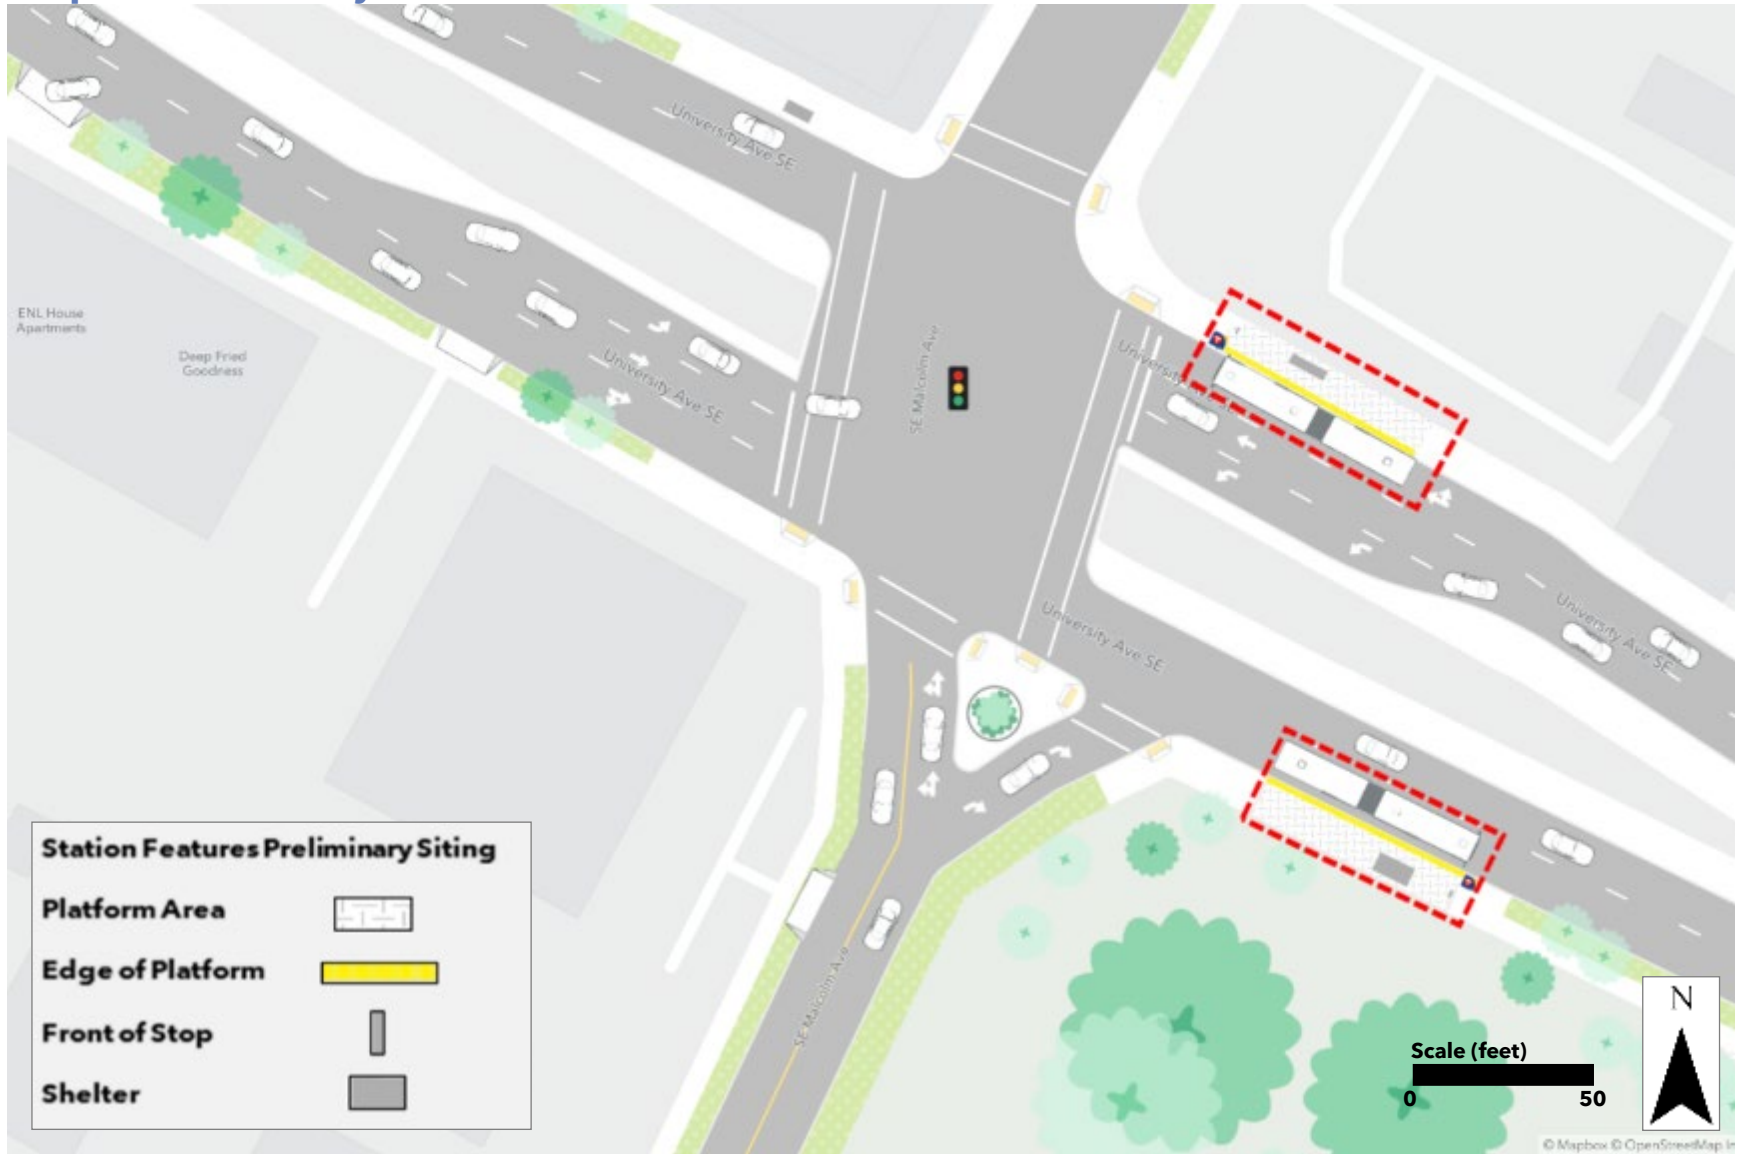 University Ave SE
University Ave SE
SE Malcolm Ave
University
ENL House
Apartments
Deep Fried
Goodness
University Ave SE
University Ave SE
University Ave SE
SE Malcolm Ave
Station Features Preliminary Siting
Platform Area
Edge of Platform
Front of Stop
Shelter
N
Scale (feet)
0 50
© Mapbox © OpenStreetMap